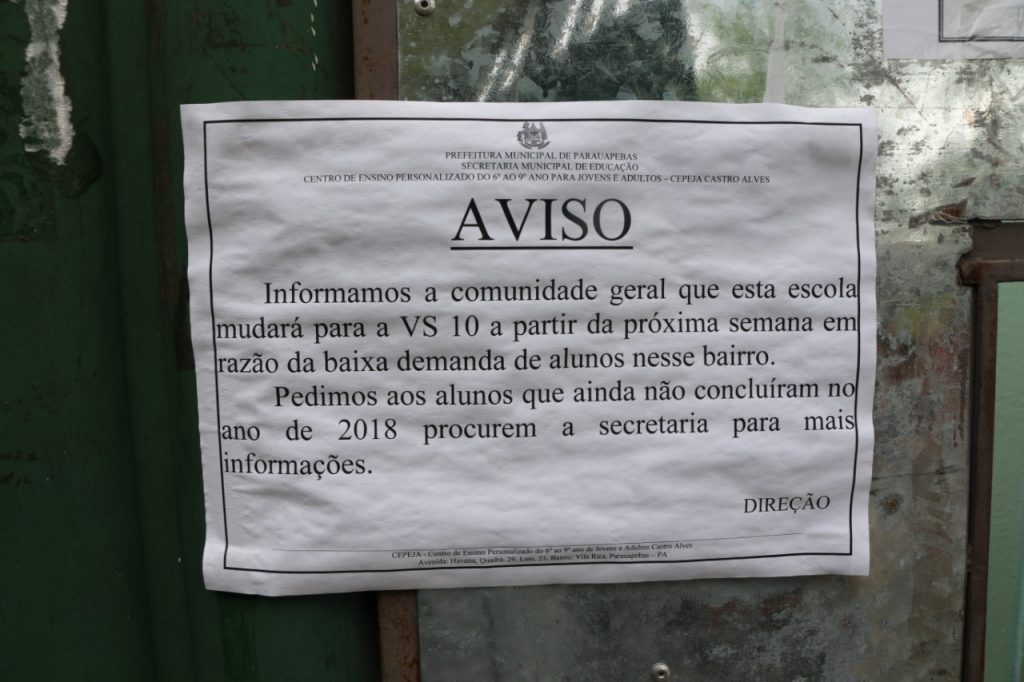 PREFEITURA MUNICIPAL DE PARAUAPEBAS
SECRETARIA MUNICIPAL DE EDUCAÇÃO
CENTRO DE ENSINO PERSONALIZADO DO 6º AO 9º ANO PARA JOVENS E ADULTOS – CEPEJA CASTRO ALVES
AVISO
Informamos a comunidade geral que esta escola
mudará para a VS 10 a partir da próxima semana em
razão da baixa demanda de alunos nesse bairro.
Pedimos aos alunos que ainda não concluíram no
ano de 2018 procurem a secretaria para mais
informações.
DIREÇÃO
CEPEJA – Centro de Ensino Personalizado do 6º ao 9º ano de Jovens e Adultos Castro Alves
Avenida: Havana, Quadra. 29, Lote. 23, Bairro: Vila Rica, Parauapebas – PA